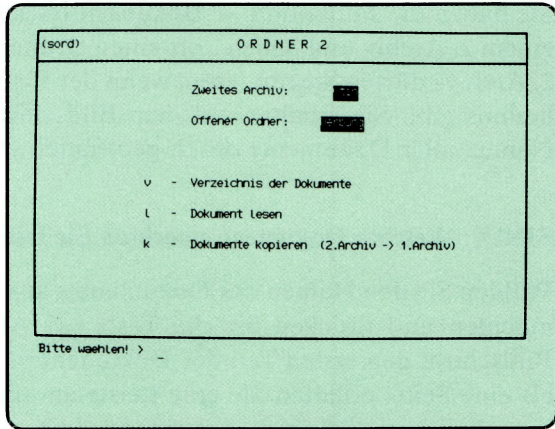 (sord) ORDNER 2
Zweites Archiv:
Offener Ordner:
v - Verzeichnis der Dokumente
l - Dokument lesen
k - Dokumente kopieren (2.Archiv -> 1.Archiv)
Bitte waehlen! > _